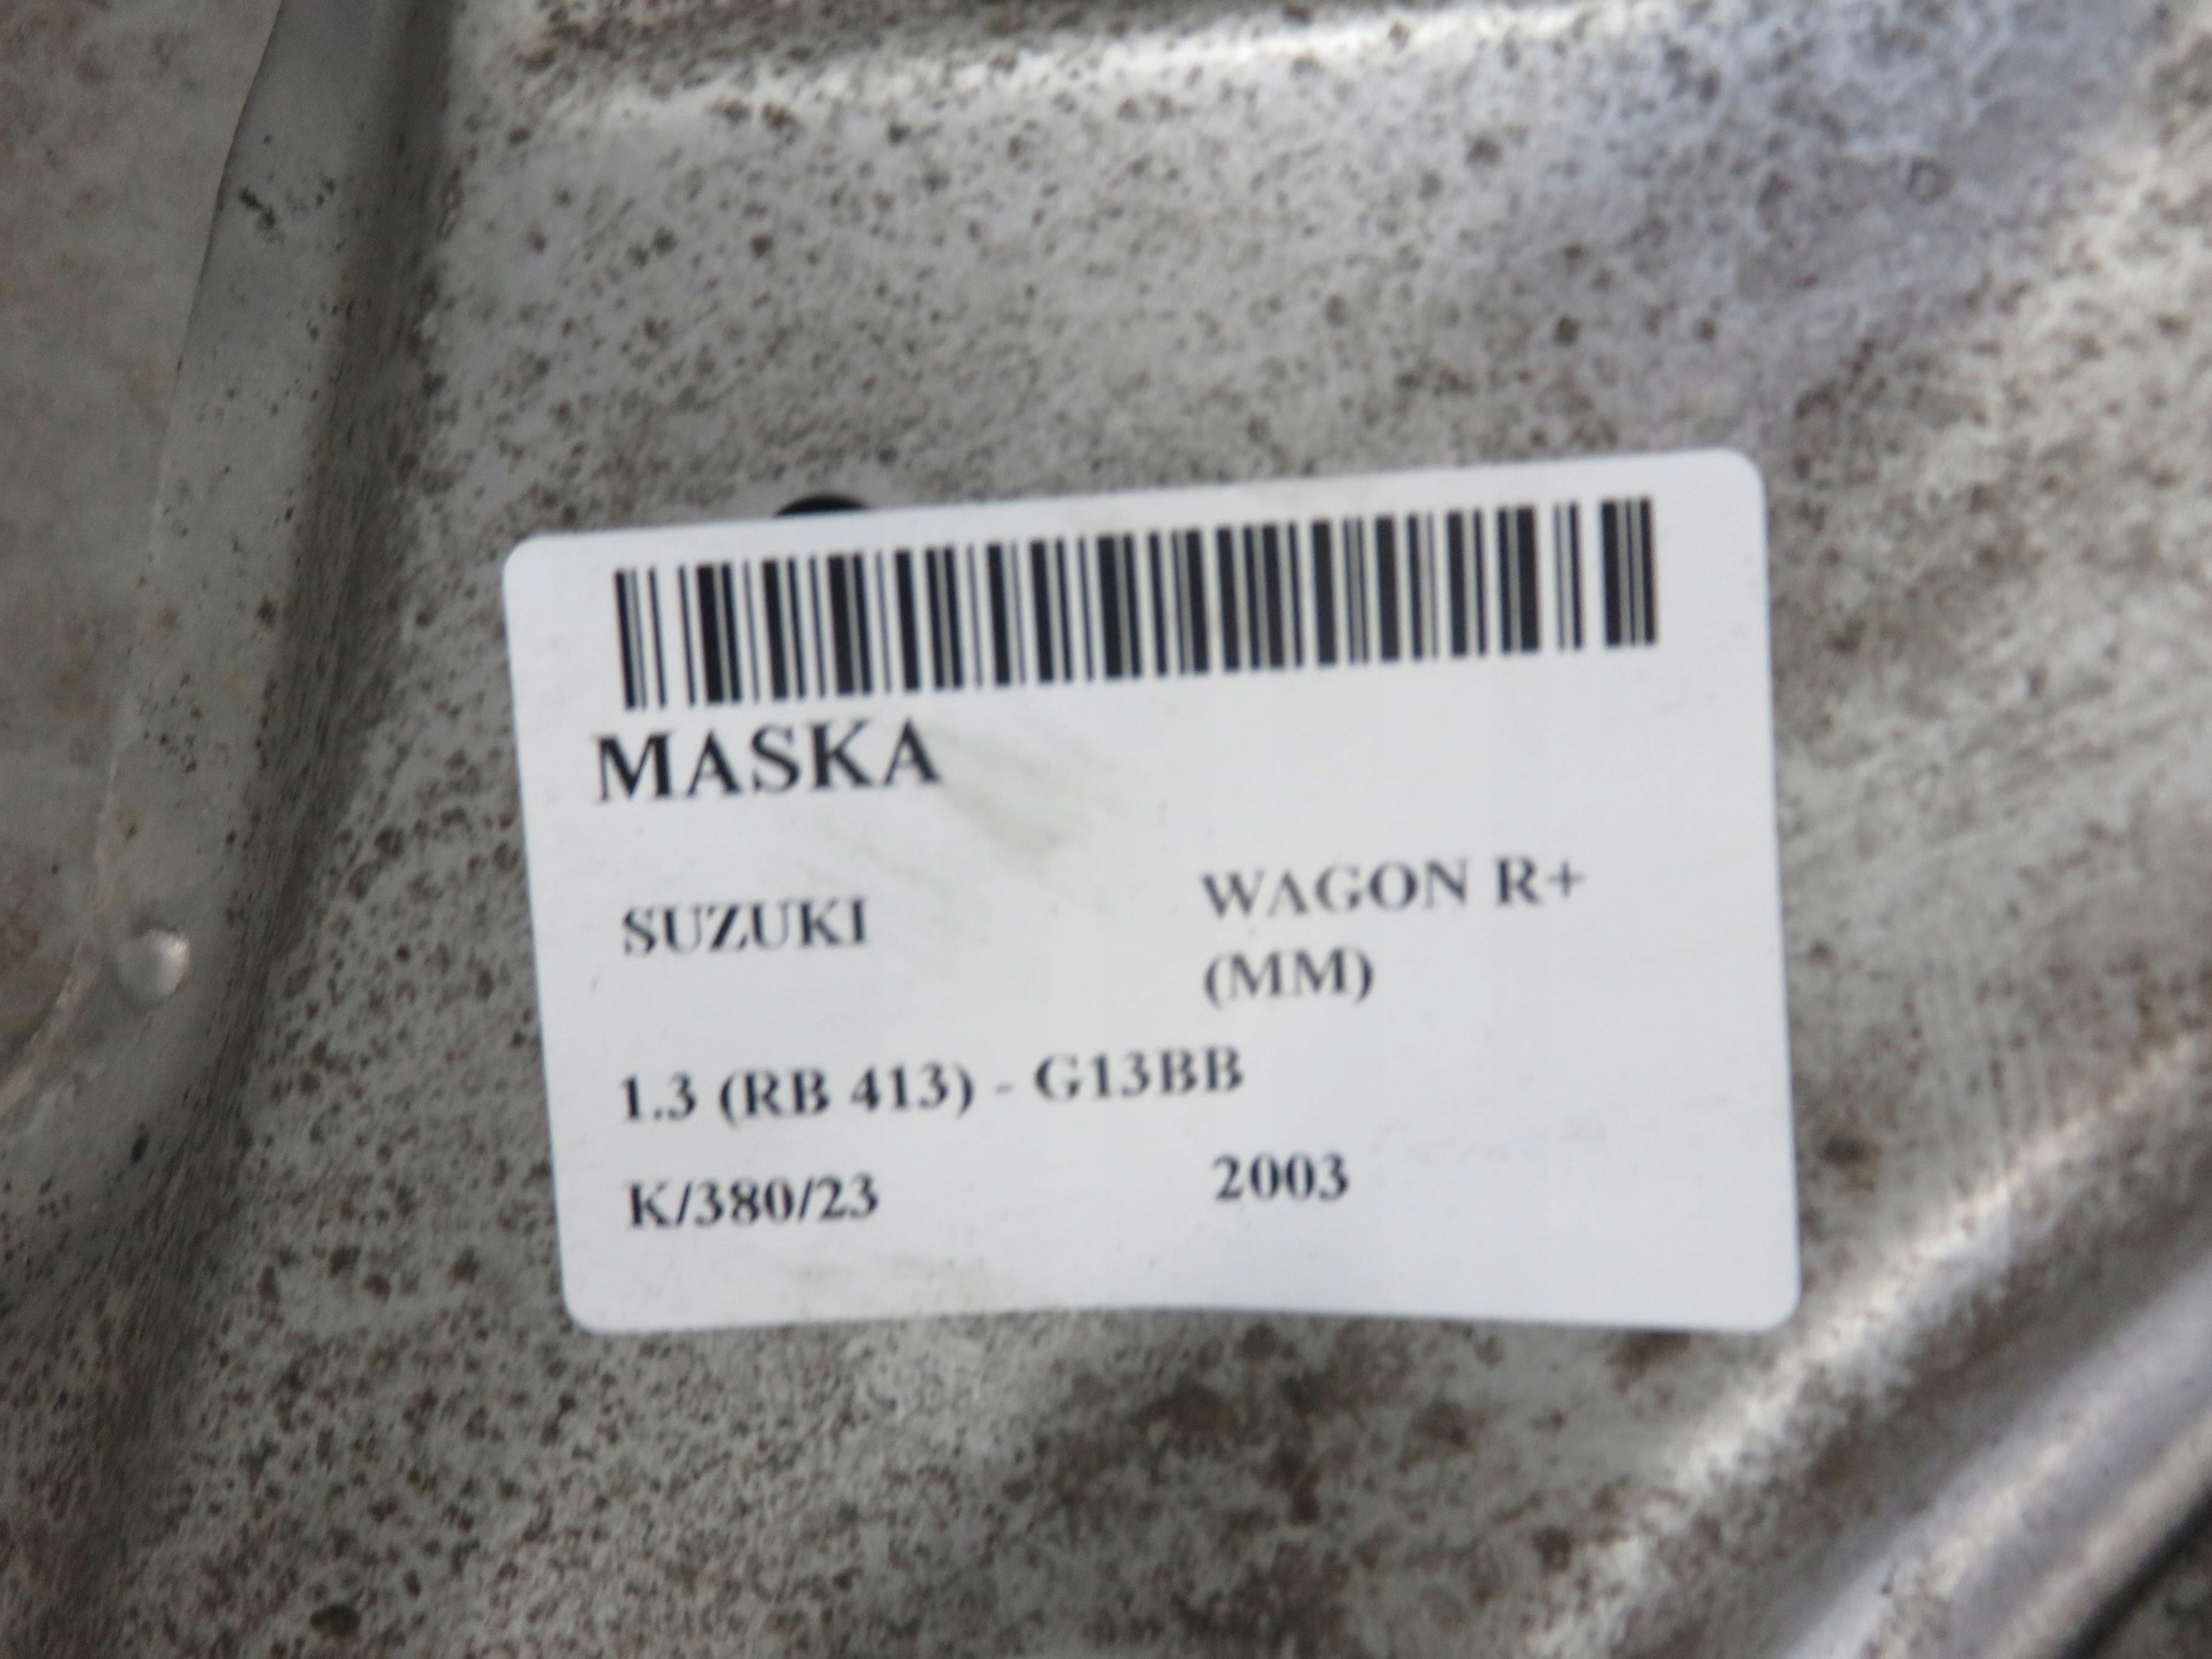 MASKA
SUZUKI
WAGON R+
(MM)
1.3 (RB 413) - G13BB
K/380/23
2003